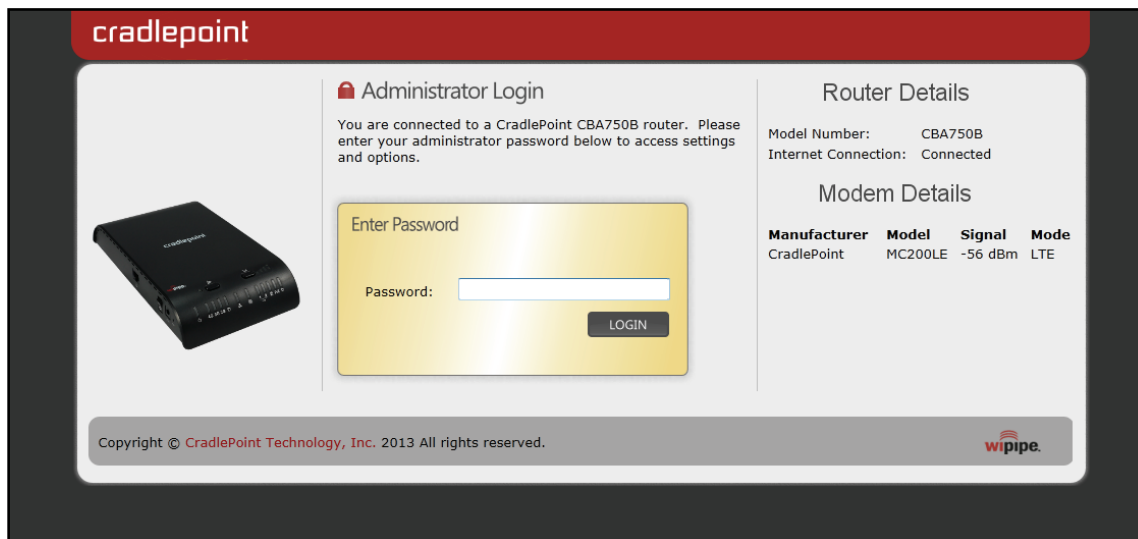 cradlepoint
Administrator Login
You are connected to a CradlePoint CBA750B router. Please
enter your administrator password below to access settings
and options.
Enter Password
Password:
LOGIN
Router Details
Model Number: CBA750B
Internet Connection: Connected
Modem Details
Manufacturer Model Signal Mode
CradlePoint MC200LE -56 dBm LTE
cradlepoint
Copyright © CradlePoint Technology, Inc. 2013 All rights reserved.
wipipe.